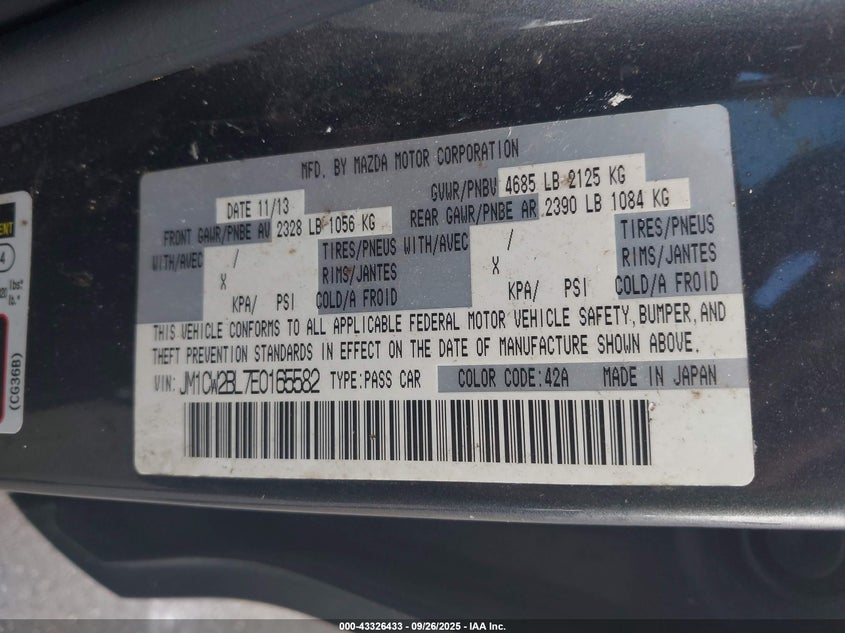 MFD. BY MAZDA MOTOR CORPORATION
DATE 11/13
GVWR/PNBV 4685 LB 2125 KG
FRONT GAWR/PNBE AV 2328 LB 1056 KG
REAR GAWR/PNBE AR 2390 LB 1084 KG
WITH/AVEC / TIRES/PNEUS WITH/AVEC / TIRES/PNEUS
X RIMS/JANTES X RIMS/JANTES
KPA/ PSI COLD/A FROID KPA/ PSI COLD/A FROID
THIS VEHICLE CONFORMS TO ALL APPLICABLE FEDERAL MOTOR VEHICLE SAFETY, BUMPER, AND
THEFT PREVENTION STANDARDS IN EFFECT ON THE DATE OF MANUFACTURE SHOWN ABOVE.
VIN: JM1CW2BL7E0165582 TYPE:PASS CAR COLOR CODE:42A MADE IN JAPAN
4
lbs
(CG36B)
000-43326433 - 09/26/2025 - IAA Inc.